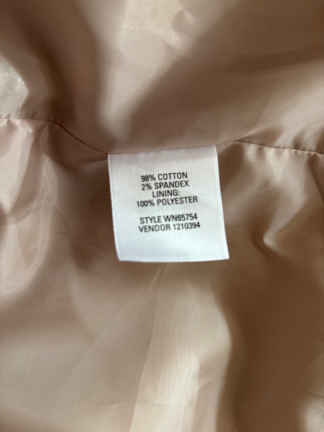 98% COTTON
2% SPANDEX
LINING:
100% POLYESTER
STYLE WN65754
VENDOR 1210394